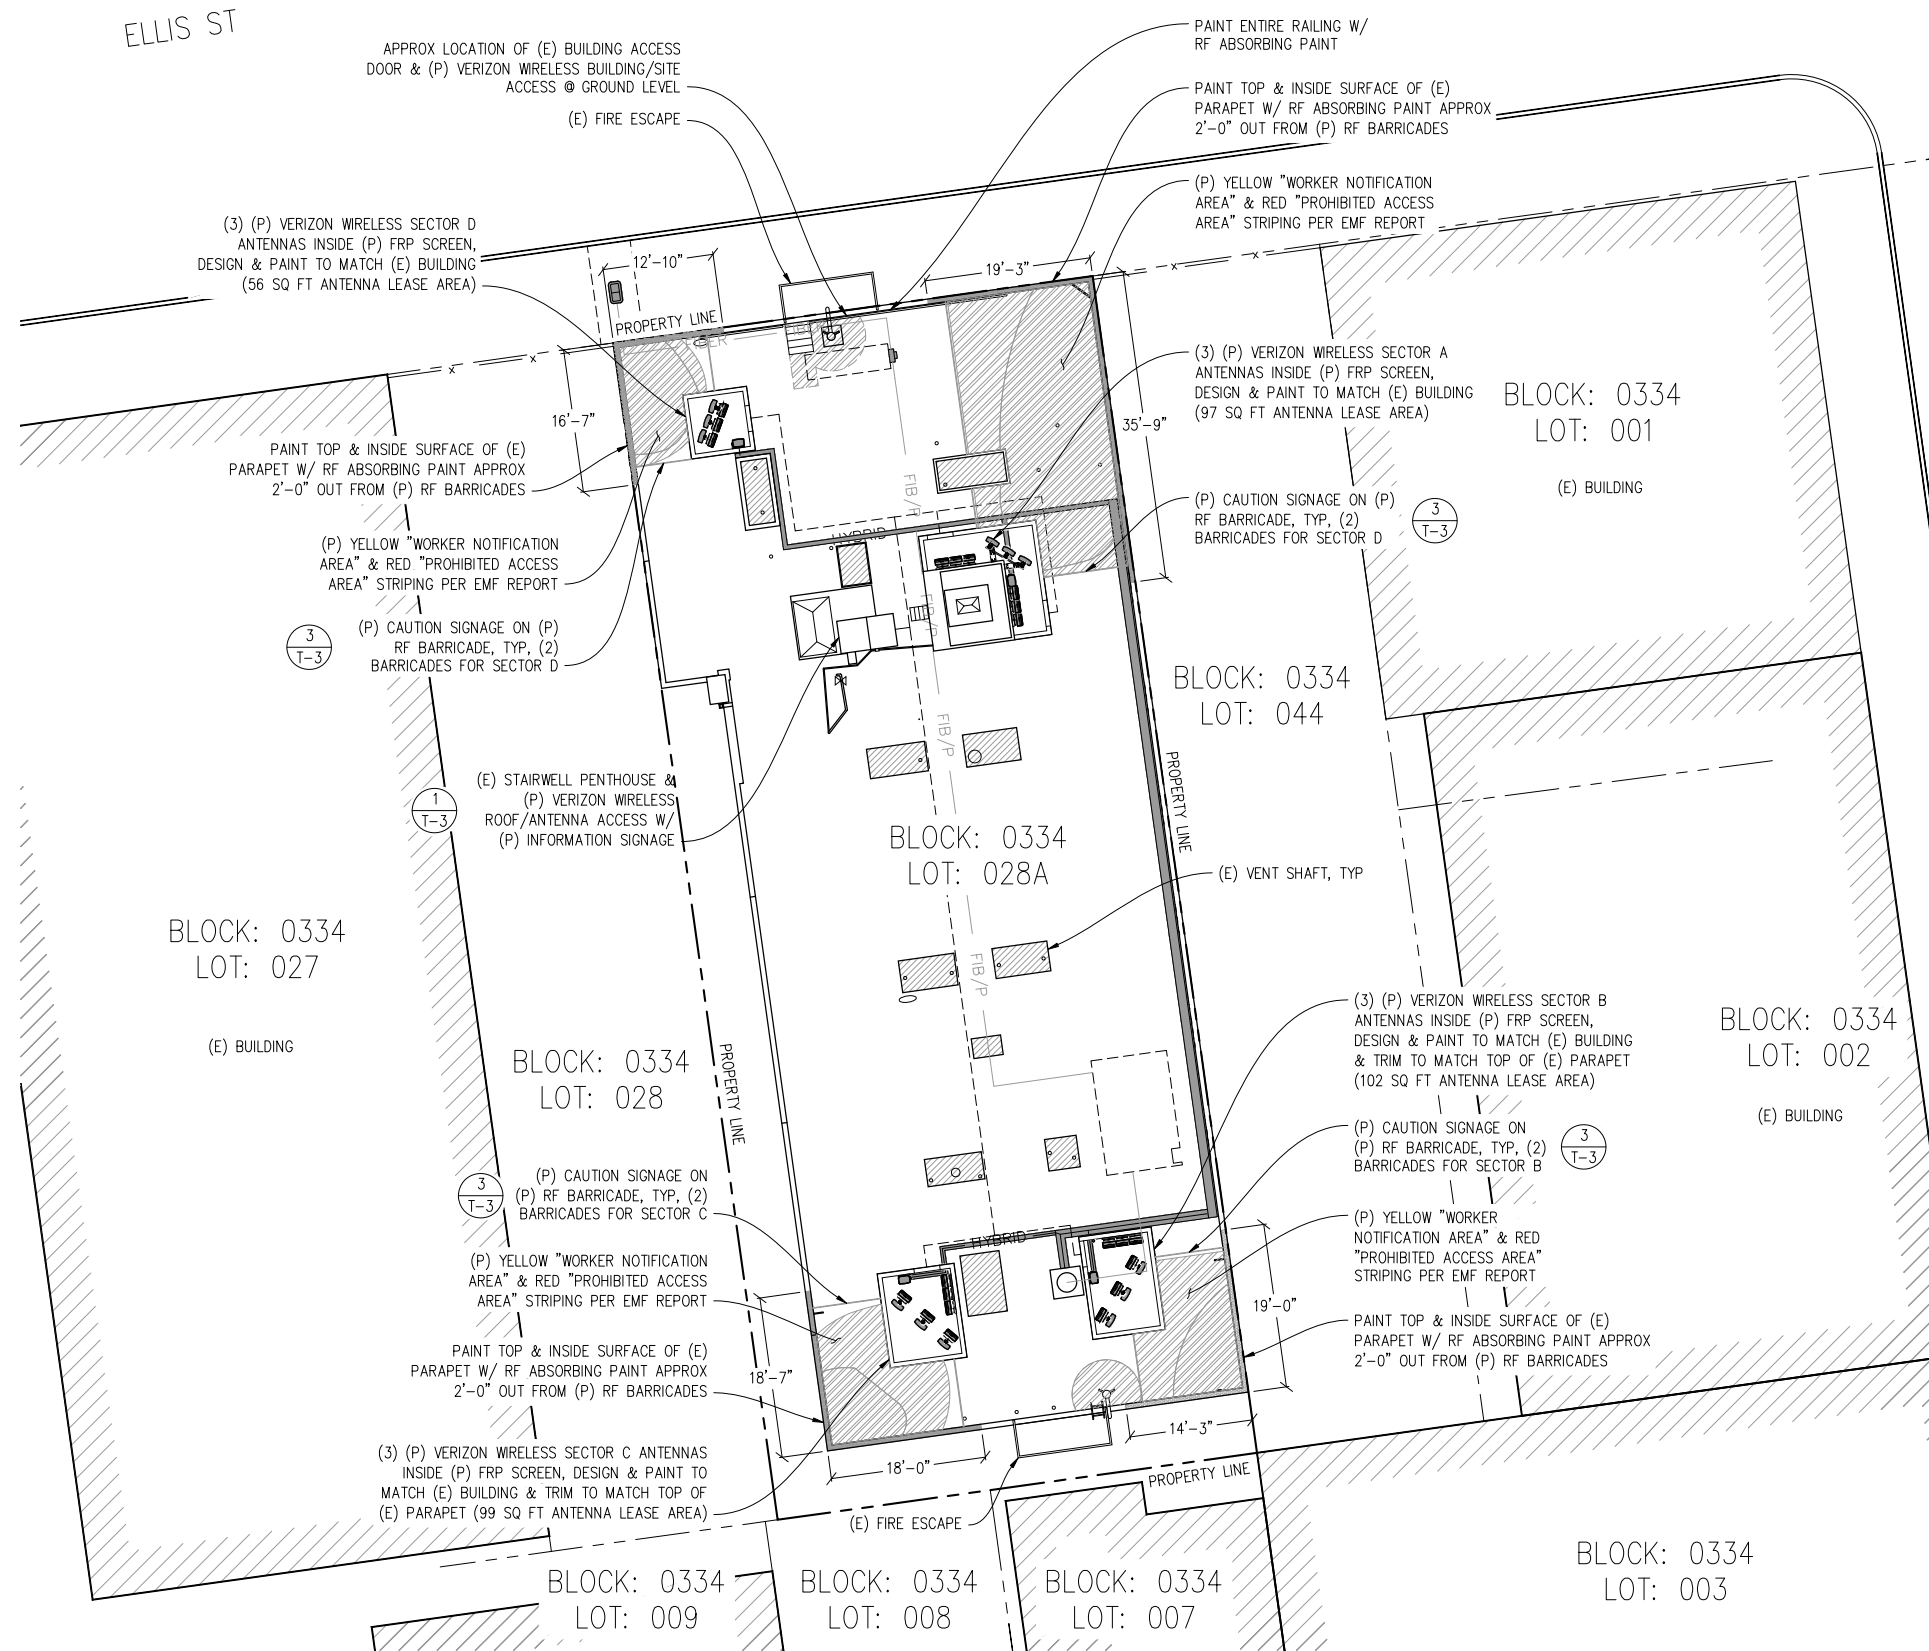 ELLIS ST
APPROX LOCATION OF (E) BUILDING ACCESS
DOOR & (P) VERIZON WIRELESS BUILDING/SITE
ACCESS @ GROUND LEVEL
(E) FIRE ESCAPE
PAINT ENTIRE RAILING W/
RF ABSORBING PAINT
PAINT TOP & INSIDE SURFACE OF (E)
PARAPET W/ RF ABSORBING PAINT APPROX
2'-0" OUT FROM (P) RF BARRICADES
(P) YELLOW "WORKER NOTIFICATION
AREA" & RED "PROHIBITED ACCESS
AREA" STRIPING PER EMF REPORT
(3) (P) VERIZON WIRELESS SECTOR D
ANTENNAS INSIDE (P) FRP SCREEN,
DESIGN & PAINT TO MATCH (E) BUILDING
(56 SQ FT ANTENNA LEASE AREA)
12'-10"
19'-3"
PROPERTY LINE
16'-7"
35'-9"
(3) (P) VERIZON WIRELESS SECTOR A
ANTENNAS INSIDE (P) FRP SCREEN,
DESIGN & PAINT TO MATCH (E) BUILDING
(97 SQ FT ANTENNA LEASE AREA)
BLOCK: 0334
LOT: 001
(E) BUILDING
PAINT TOP & INSIDE SURFACE OF (E)
PARAPET W/ RF ABSORBING PAINT APPROX
2'-0" OUT FROM (P) RF BARRICADES
FIB/P
(P) CAUTION SIGNAGE ON (P)
RF BARRICADE, TYP, (2)
BARRICADES FOR SECTOR D
3
T-3
(P) YELLOW "WORKER NOTIFICATION
AREA" & RED "PROHIBITED ACCESS
AREA" STRIPING PER EMF REPORT
HYBRID
FIB/P
(P) CAUTION SIGNAGE ON (P)
RF BARRICADE, TYP, (2)
BARRICADES FOR SECTOR D
3
T-3
BLOCK: 0334
LOT: 044
FIB/P
PROPERTY LINE
(E) STAIRWELL PENTHOUSE &
(P) VERIZON WIRELESS
ROOF/ANTENNA ACCESS W/
(P) INFORMATION SIGNAGE
1
T-3
BLOCK: 0334
LOT: 028A
(E) VENT SHAFT, TYP
BLOCK: 0334
LOT: 027
(E) BUILDING
FIB/P
BLOCK: 0334
LOT: 028
PROPERTY LINE
(3) (P) VERIZON WIRELESS SECTOR B
ANTENNAS INSIDE (P) FRP SCREEN,
DESIGN & PAINT TO MATCH (E) BUILDING
& TRIM TO MATCH TOP OF (E) PARAPET
(102 SQ FT ANTENNA LEASE AREA)
BLOCK: 0334
LOT: 002
(E) BUILDING
(P) CAUTION SIGNAGE ON
(P) RF BARRICADE, TYP, (2)
BARRICADES FOR SECTOR B
3
T-3
(P) CAUTION SIGNAGE ON
(P) RF BARRICADE, TYP, (2)
BARRICADES FOR SECTOR C
3
T-3
HYBRID
(P) YELLOW "WORKER
NOTIFICATION AREA" & RED
"PROHIBITED ACCESS AREA"
STRIPING PER EMF REPORT
(P) YELLOW "WORKER NOTIFICATION
AREA" & RED "PROHIBITED ACCESS
AREA" STRIPING PER EMF REPORT
19'-0"
PAINT TOP & INSIDE SURFACE OF (E)
PARAPET W/ RF ABSORBING PAINT APPROX
2'-0" OUT FROM (P) RF BARRICADES
PAINT TOP & INSIDE SURFACE OF (E)
PARAPET W/ RF ABSORBING PAINT APPROX
2'-0" OUT FROM (P) RF BARRICADES
18'-7"
14'-3"
18'-0"
(3) (P) VERIZON WIRELESS SECTOR C ANTENNAS
INSIDE (P) FRP SCREEN, DESIGN & PAINT TO
MATCH (E) BUILDING & TRIM TO MATCH TOP OF
(E) PARAPET (99 SQ FT ANTENNA LEASE AREA)
PROPERTY LINE
(E) FIRE ESCAPE
BLOCK: 0334
LOT: 009
BLOCK: 0334
LOT: 008
BLOCK: 0334
LOT: 007
BLOCK: 0334
LOT: 003